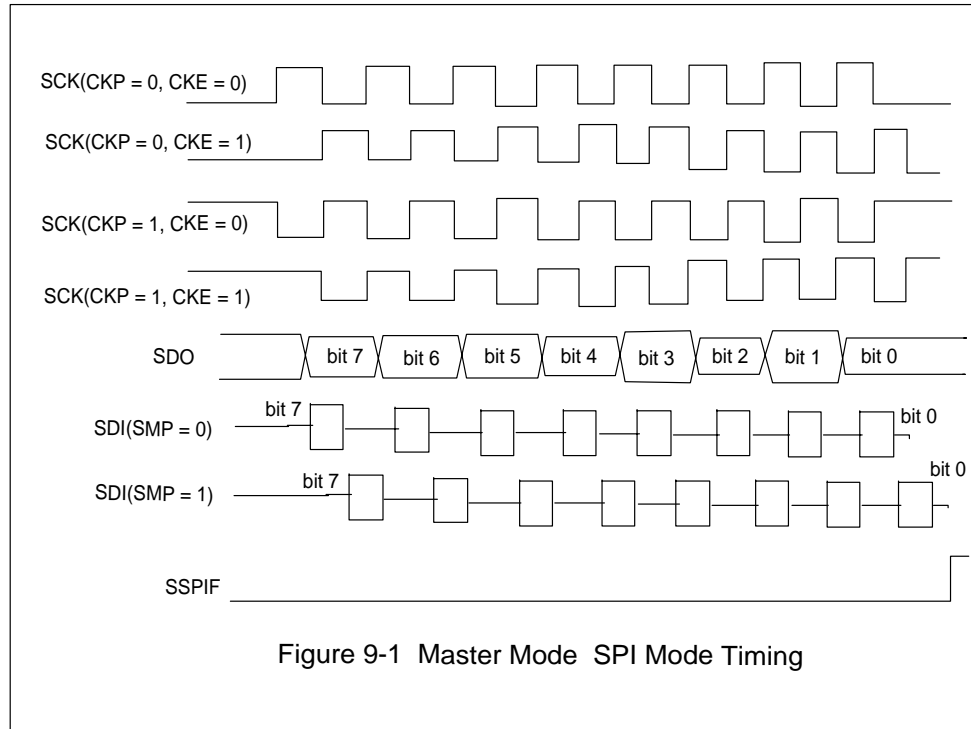 SCK(CKP = 0, CKE = 0)
SCK(CKP = 0, CKE = 1)
SCK(CKP = 1, CKE = 0)
SCK(CKP = 1, CKE = 1)
SDO bit 7 bit 6 bit 5 bit 4 bit 3 bit 2 bit 1 bit 0
bit 7 bit 0
SDI(SMP = 0)
bit 7 bit 0
SDI(SMP = 1)
SSPIF
Figure 9-1 Master Mode SPI Mode Timing